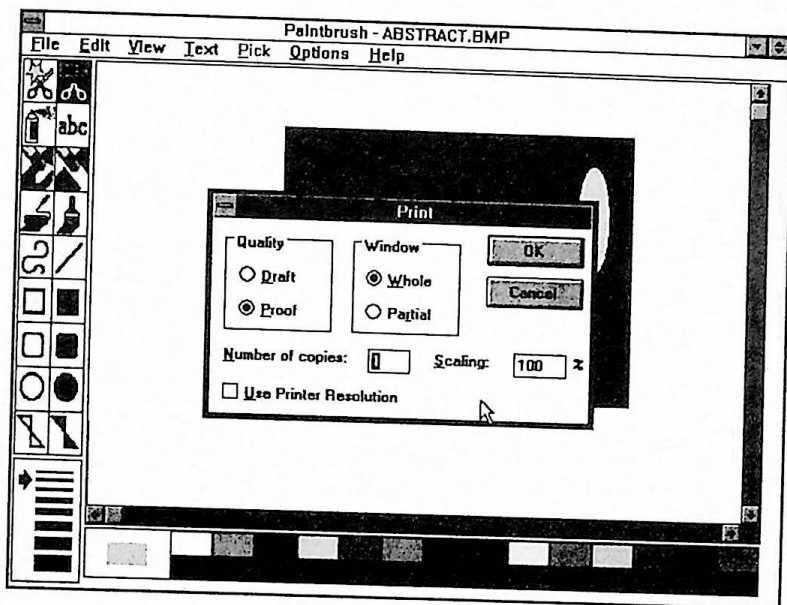 Paintbrush - ABSTRACT.BMP
File Edit View Text Pick Options Help
abc
Print
Quality
Draft
Proof
Window
Whole
Partial
OK
Cancel
Number of copies: 1 Scaling: 100 %
Use Printer Resolution